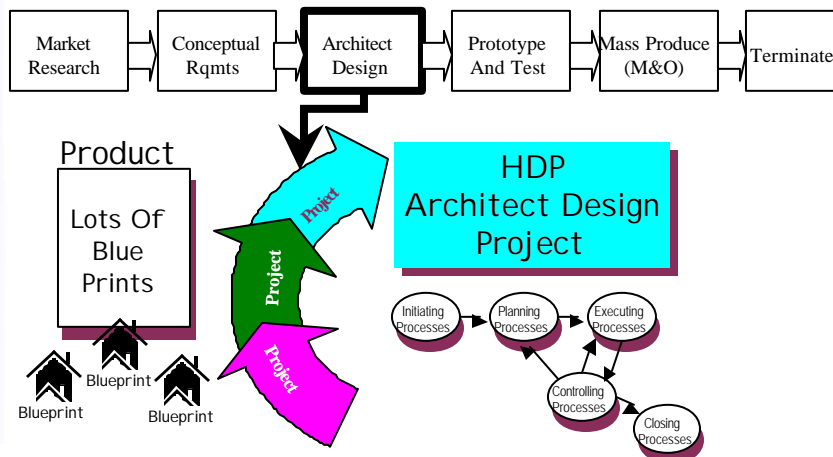 Market
Research
Conceptual
Rqmts
Architect
Design
Prototype
And Test
Mass Produce
(M&O)
Terminate
Product
Lots Of
Blue
Prints
Blueprint
Blueprint
Blueprint
Project
Project
Project
HDP
Architect Design
Project
Initiating
Processes
Planning
Processes
Executing
Processes
Controlling
Processes
Closing
Processes